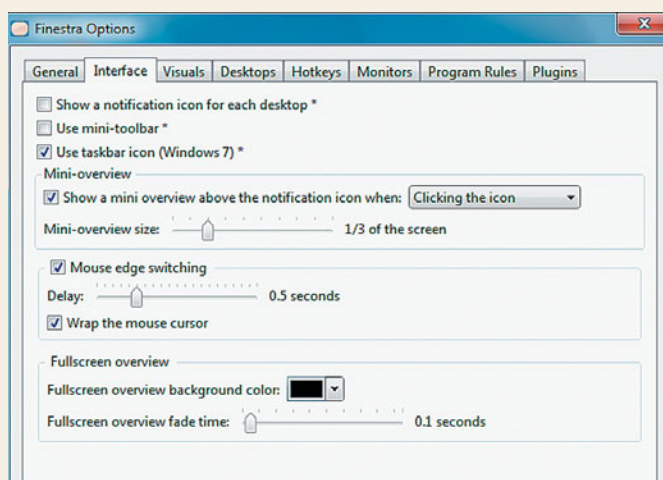 Finestra Options
General Interface Visuals Desktops Hotkeys Monitors Program Rules Plugins
Show a notification icon for each desktop *
Use mini-toolbar *
Use taskbar icon (Windows 7) *
Mini-overview
Show a mini overview above the notification icon when: Clicking the icon
Mini-overview size: 1/3 of the screen
Mouse edge switching
Delay: 0.5 seconds
Wrap the mouse cursor
Fullscreen overview
Fullscreen overview background color:
Fullscreen overview fade time: 0.1 seconds